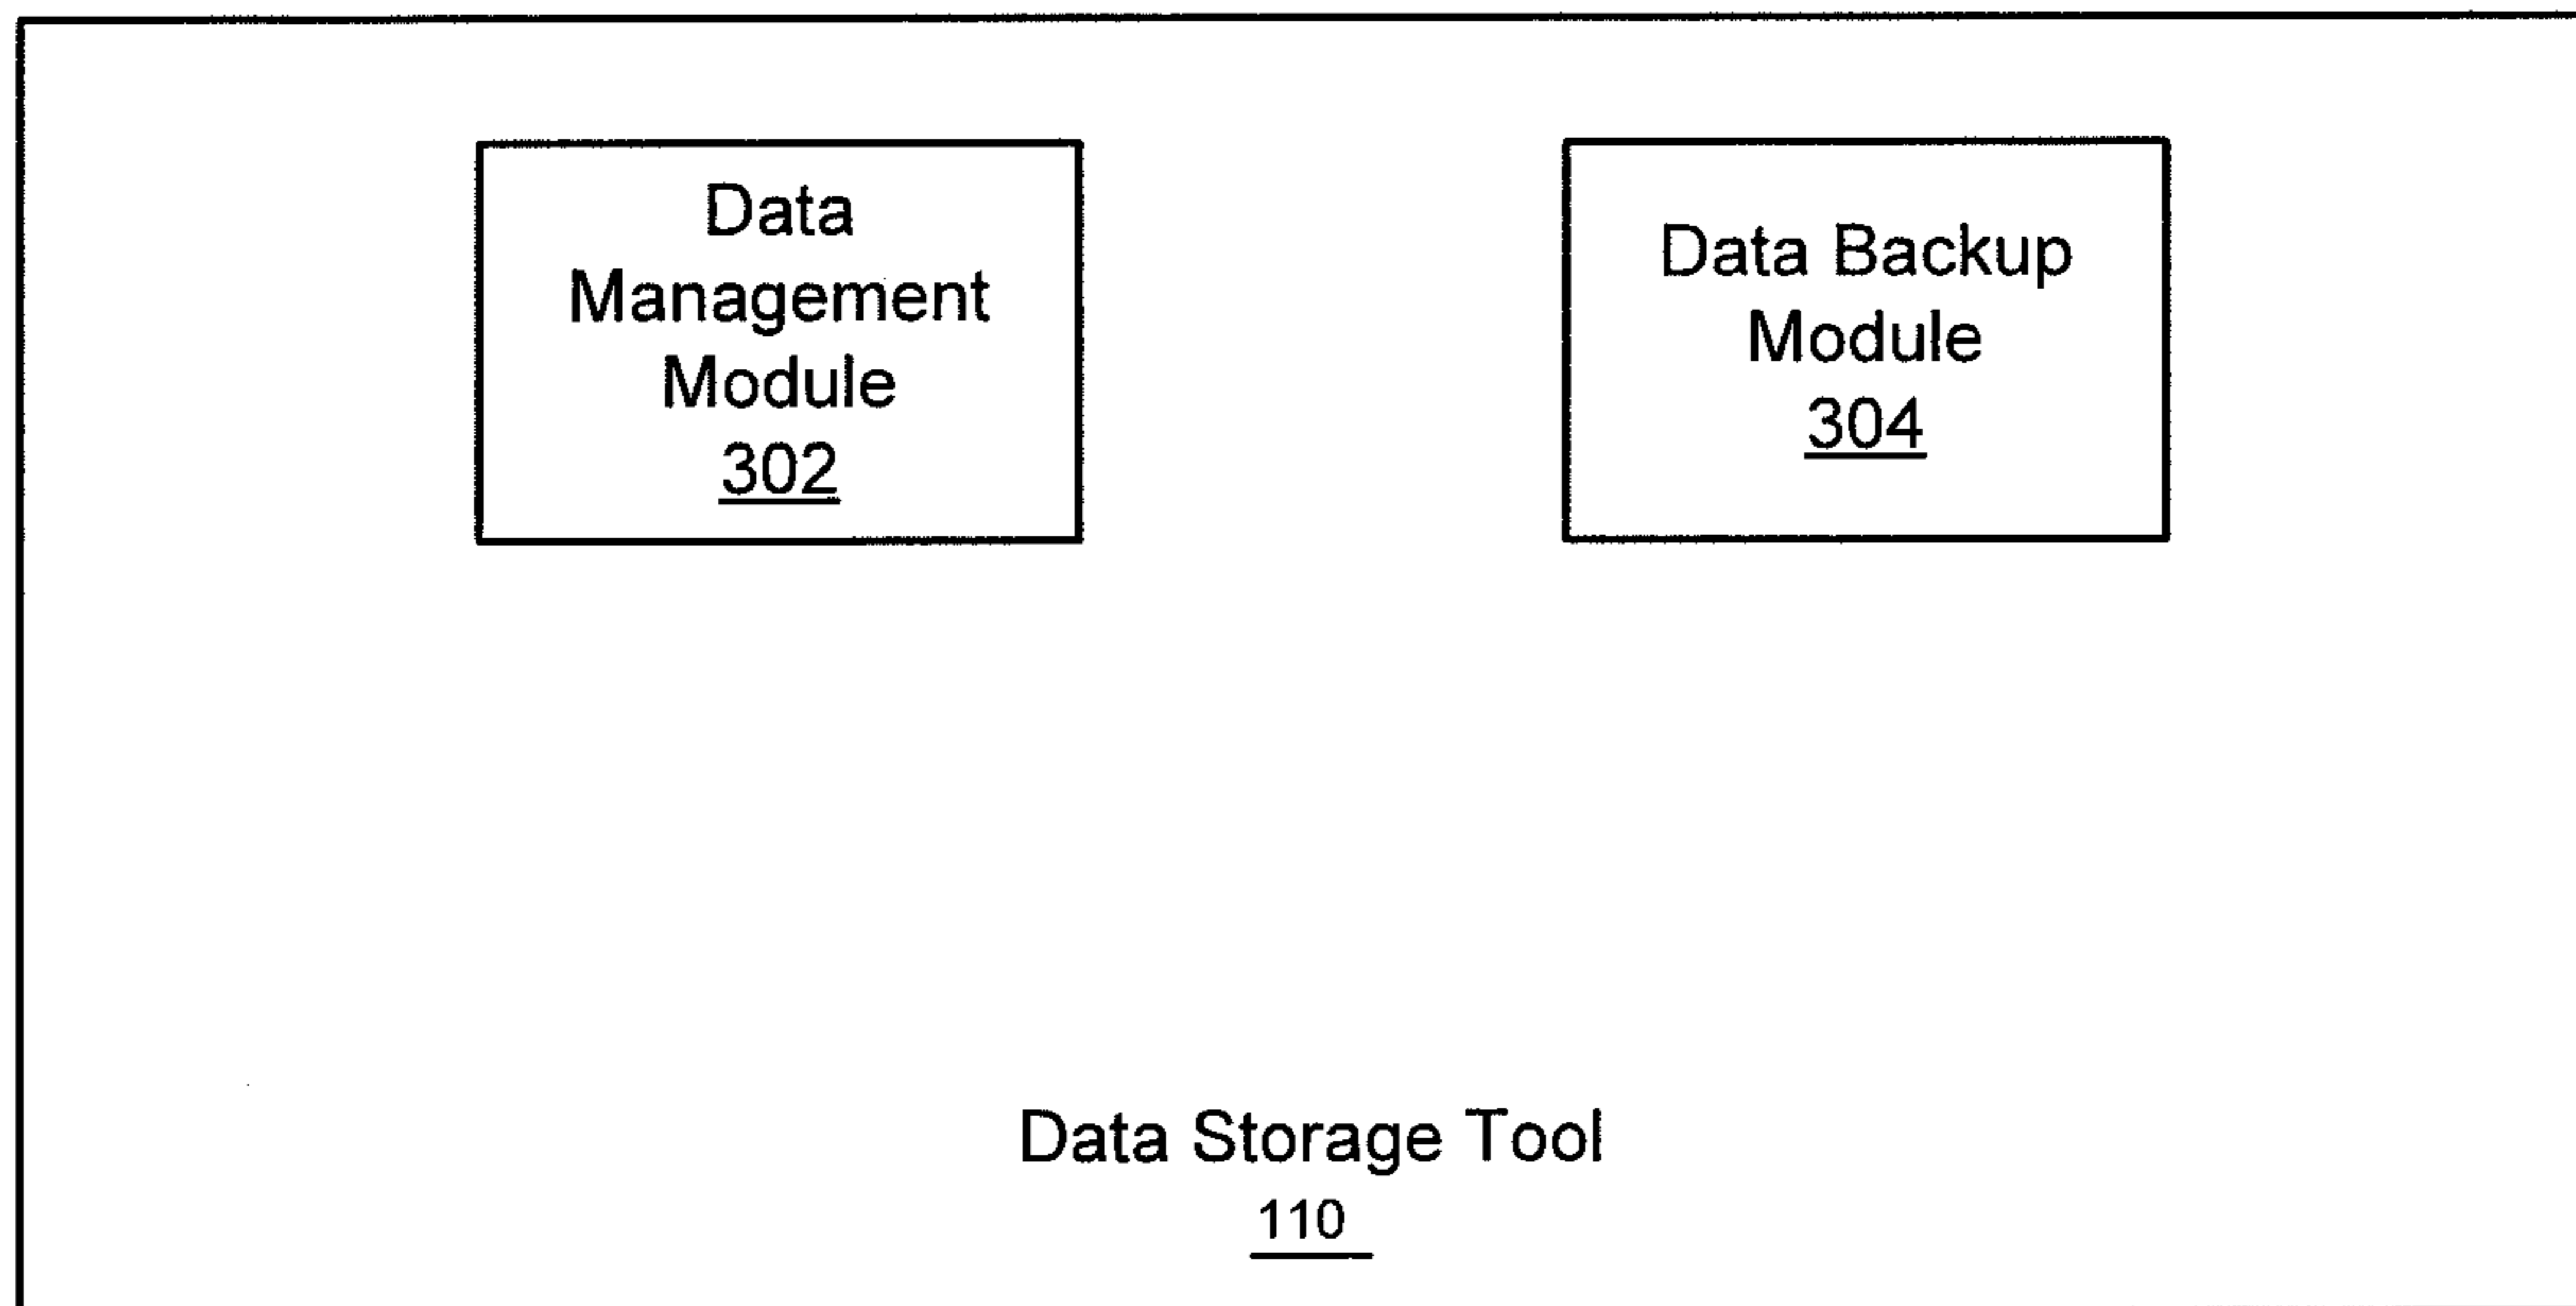 Data
Management
Module
302
Data Backup
Module
304
Data Storage Tool
110